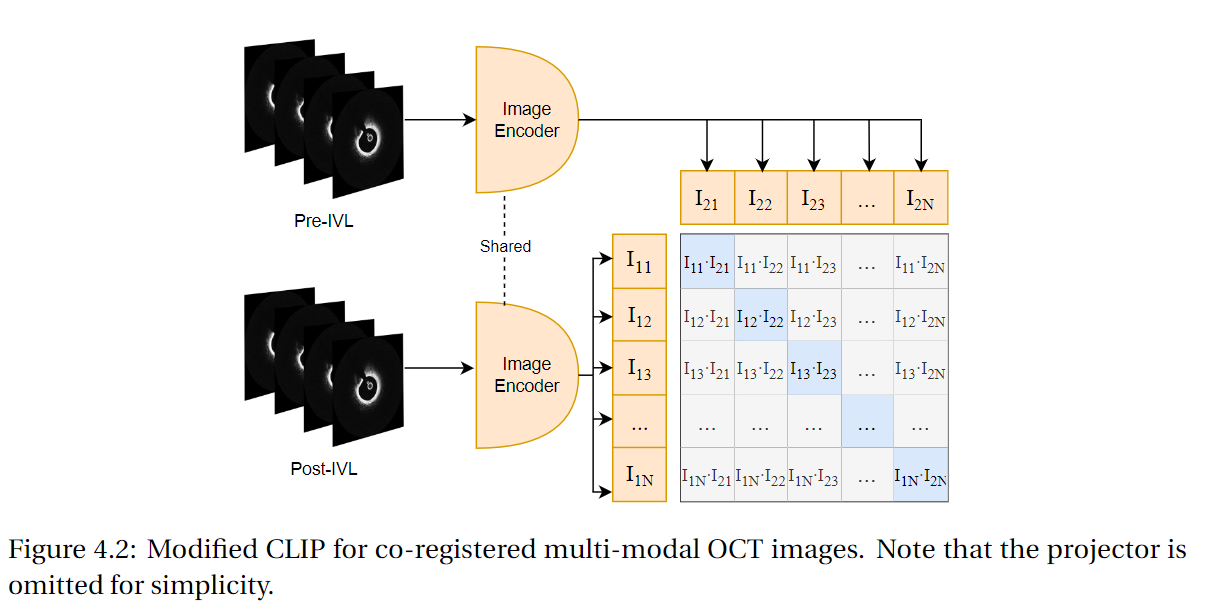 Image
Encoder
Pre-IVL
I₂₁ I₂₂ I₂₃ ... I₂N
Shared
I₁₁ I₁₁·I₂₁ I₁₁·I₂₂ I₁₁·I₂₃ ... I₁₁·I₂N
I₁₂ I₁₂·I₂₁ I₁₂·I₂₂ I₁₂·I₂₃ ... I₁₂·I₂N
Image
Encoder
I₁₃ I₁₃·I₂₁ I₁₃·I₂₂ I₁₃·I₂₃ ... I₁₃·I₂N
... ... ... ... ... ...
Post-IVL
I₁N I₁N·I₂₁ I₁N·I₂₂ I₁N·I₂₃ ... I₁N·I₂N
Figure 4.2: Modified CLIP for co-registered multi-modal OCT images. Note that the projector is
omitted for simplicity.